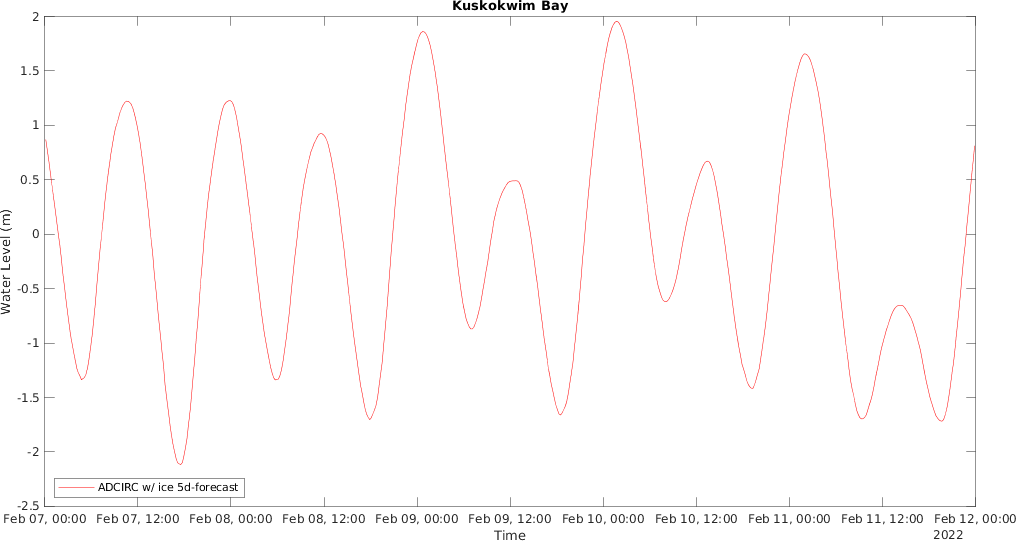 Kuskokwim Bay
2
1.5
1
0.5
0
-0.5
-1
-1.5
-2
-2.5
Water Level (m)
ADCIRC w/ ice 5d-forecast
Feb 07, 00:00 Feb 07, 12:00 Feb 08, 00:00 Feb 08, 12:00 Feb 09, 00:00 Feb 09, 12:00 Feb 10, 00:00 Feb 10, 12:00 Feb 11, 00:00 Feb 11, 12:00 Feb 12, 00:00
Time
2022